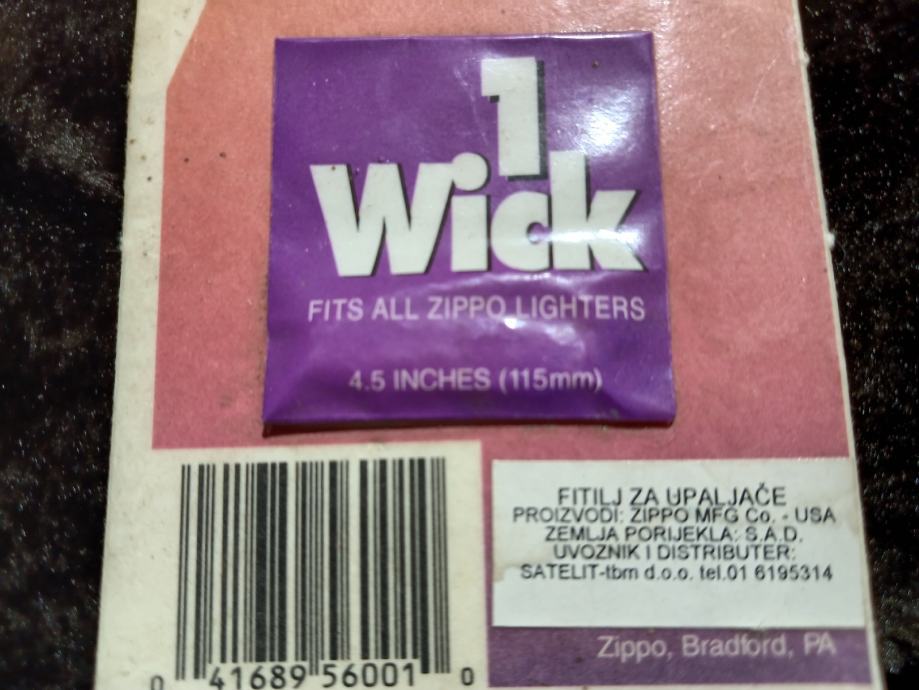 1
Wick
FITS ALL ZIPPO LIGHTERS
4.5 INCHES (115mm)
FITILJ ZA UPALJAČE
PROIZVODI: ZIPPO MFG Co. - USA
ZEMLJA PORIJEKLA: S.A.D.
UVOZNIK I DISTRIBUTER:
SATELIT-tbm d.o.o. tel.01 6195314
Zippo, Bradford, PA
0 41689 56001 0